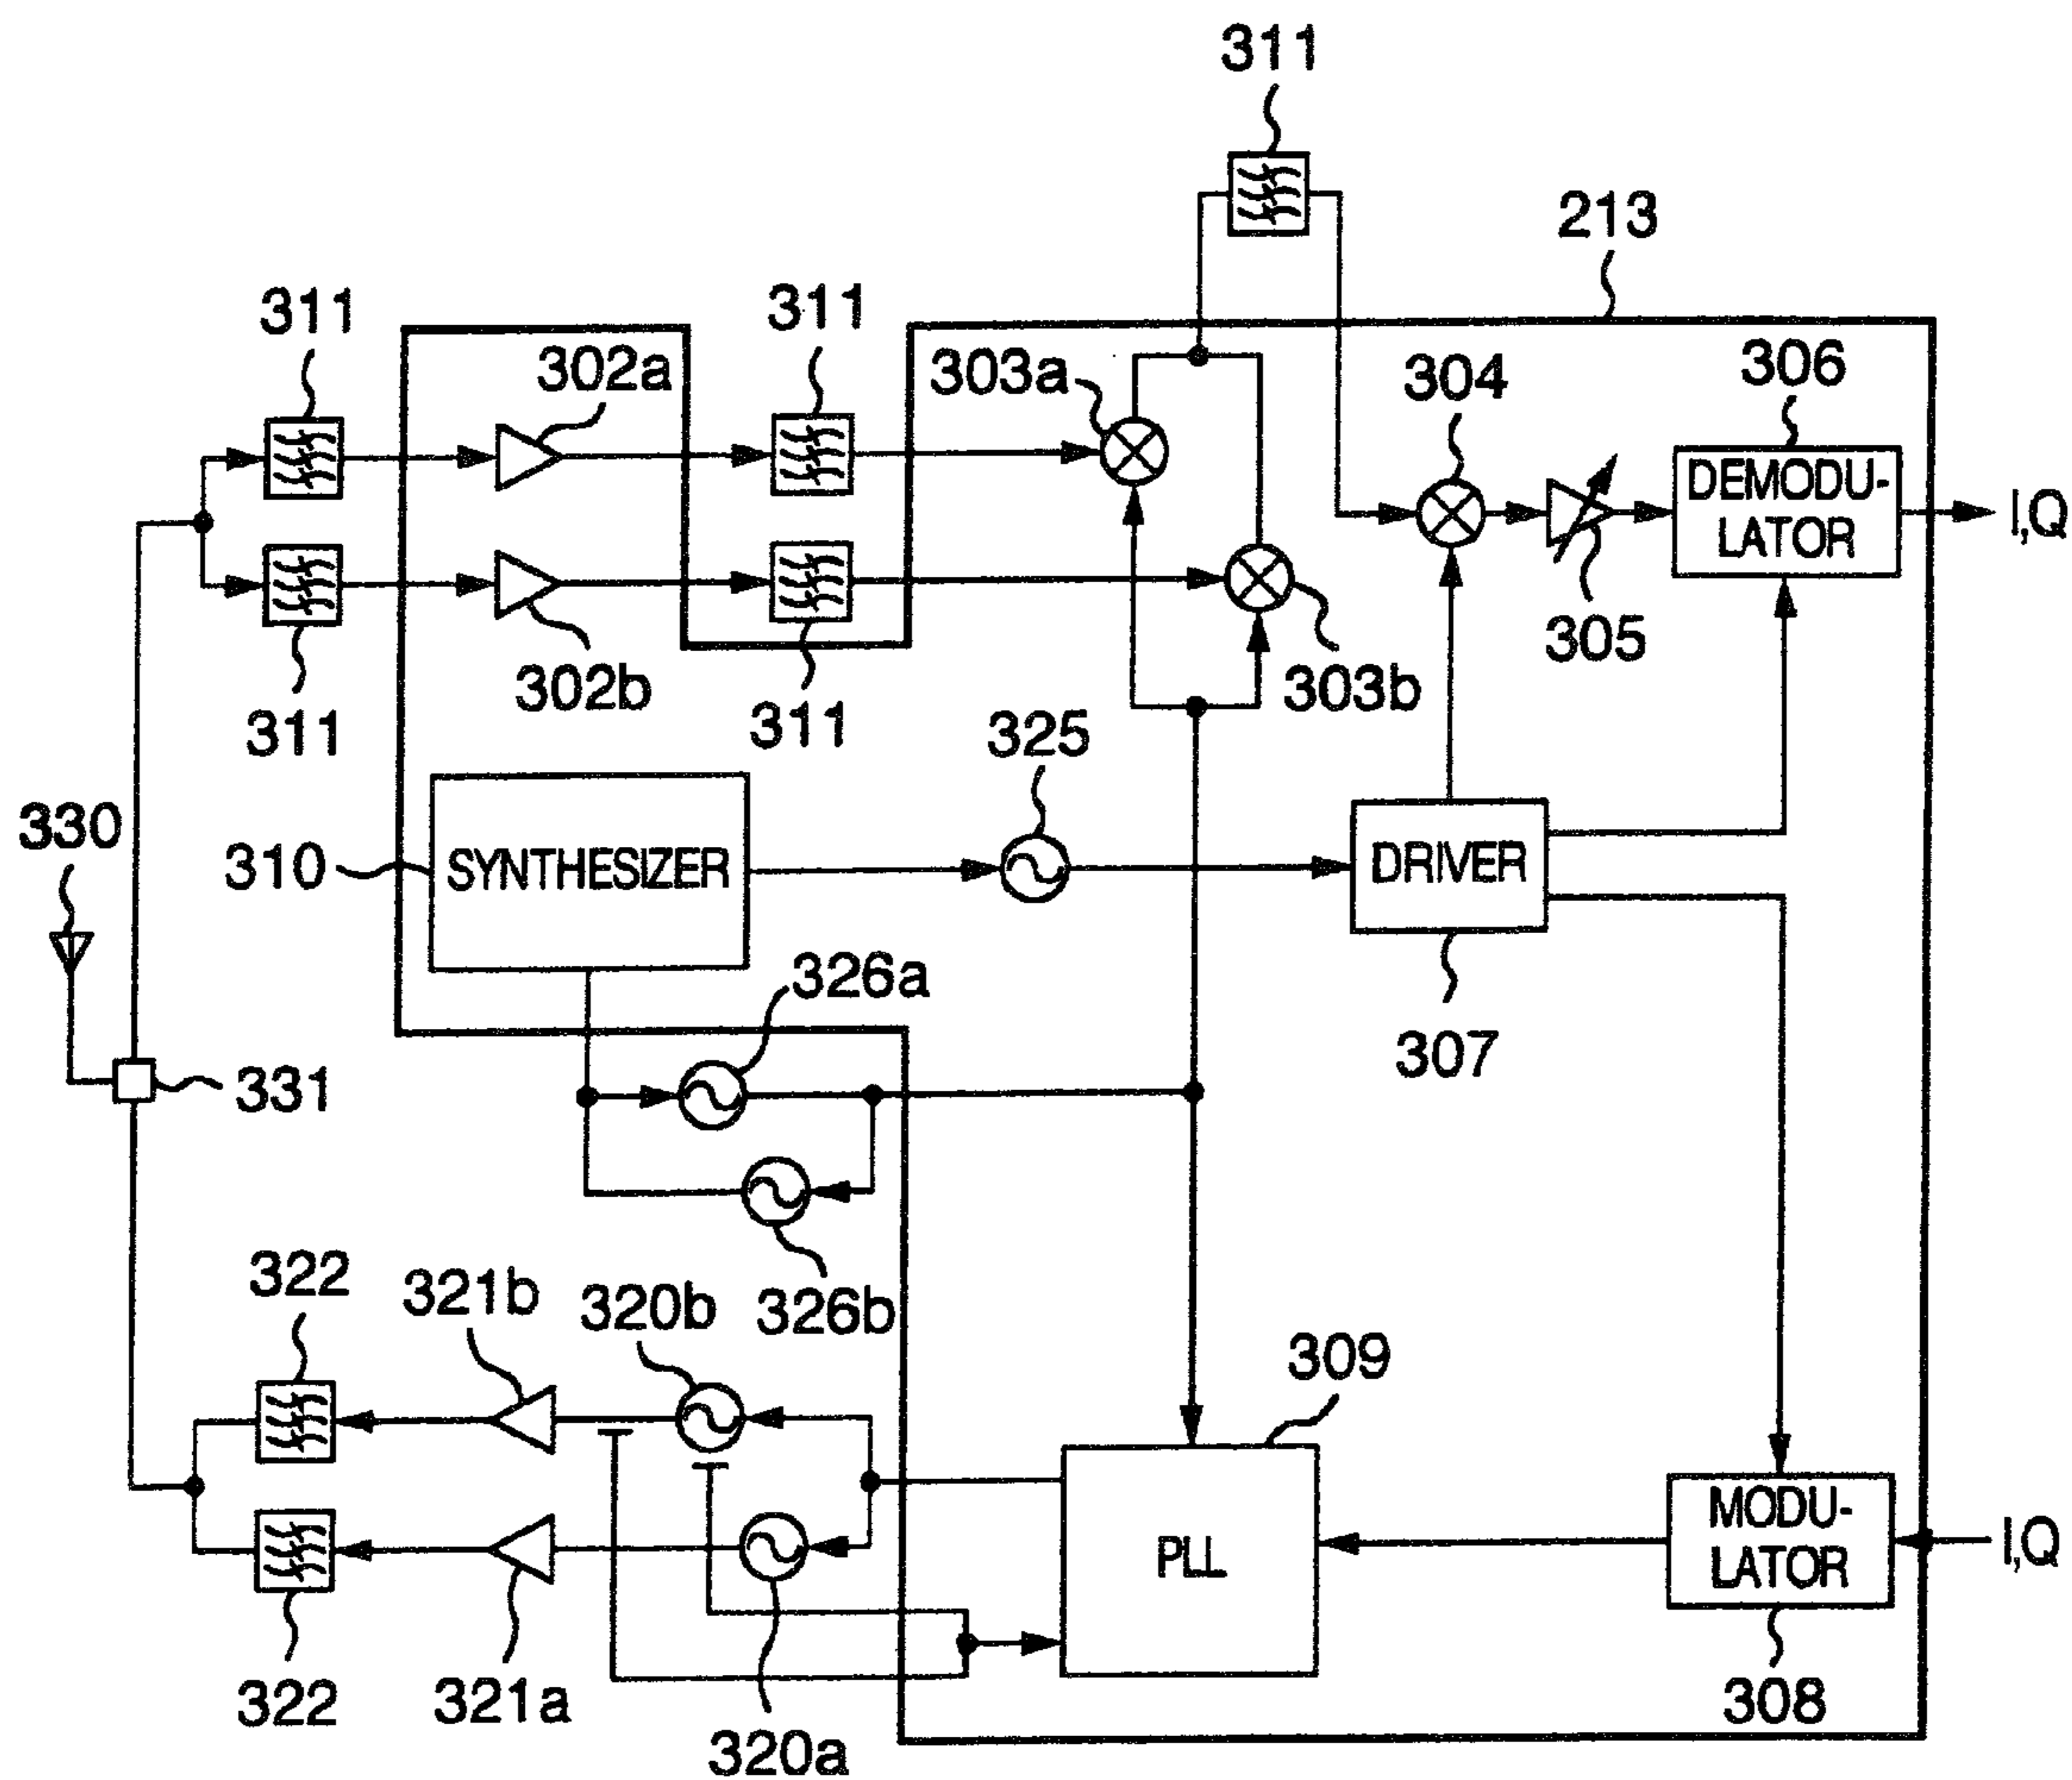 311
213
311
311
302a
303a
304
306
DEMODU-
LATOR
I,Q
305
311
302b
311
303b
325
330
310
SYNTHESIZER
DRIVER
326a
307
331
322
321b
320b
326b
309
PLL
MODU-
LATOR
I,Q
322
321a
320a
308